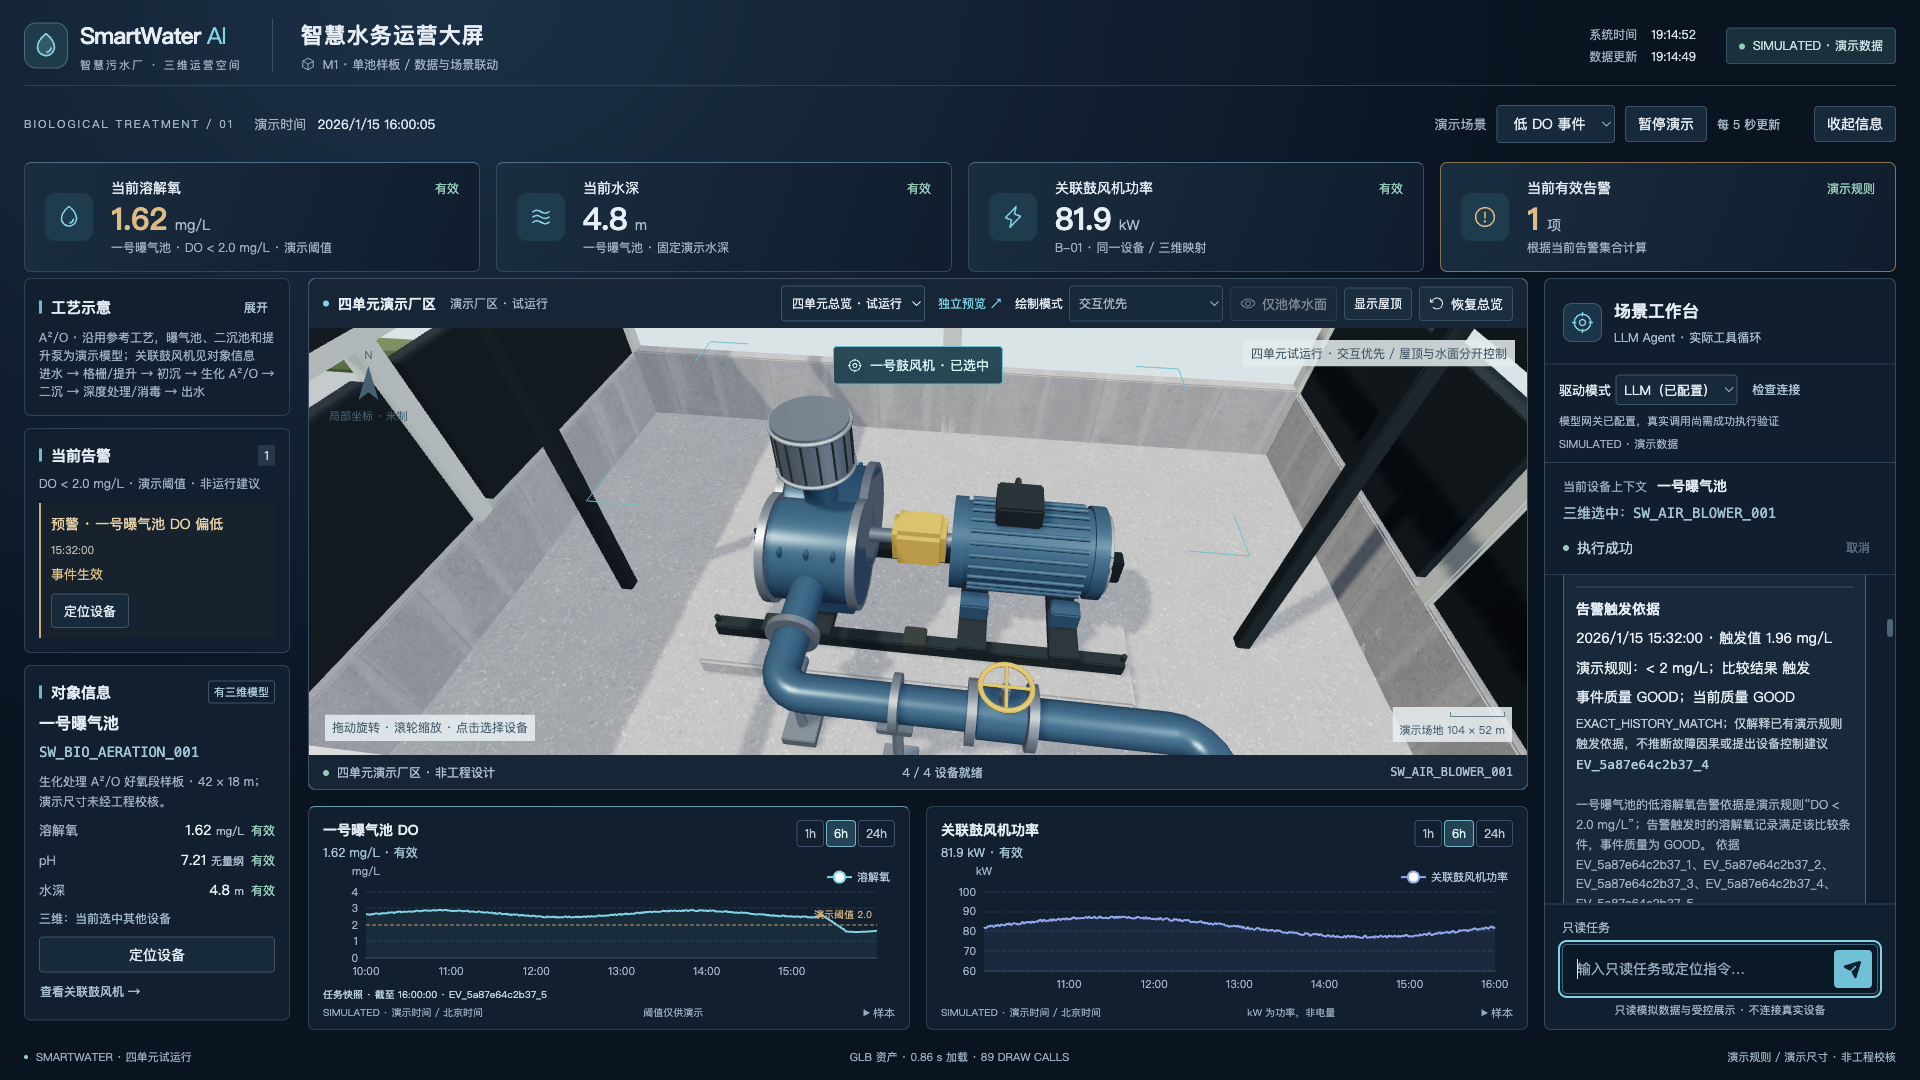 SmartWater AI
智慧污水厂 · 三维运营空间
智慧水务运营大屏
M1 · 单池样板 / 数据与场景联动
系统时间 19:14:52
数据更新 19:14:49
SIMULATED · 演示数据
BIOLOGICAL TREATMENT / 01 演示时间 2026/1/15 16:00:05
演示场景 低 DO 事件 暂停演示 每 5 秒更新 收起信息
当前溶解氧 有效
1.62 mg/L
一号曝气池 · DO < 2.0 mg/L · 演示阈值
当前水深 有效
4.8 m
一号曝气池 · 固定演示水深
关联鼓风机功率 有效
81.9 kW
B-01 · 同一设备 / 三维映射
当前有效告警 演示规则
1 项
根据当前告警集合计算
工艺示意 展开
A²/O · 沿用参考工艺，曝气池、二沉池和提
升泵为演示模型；关联鼓风机见对象信息
进水 → 格栅/提升 → 初沉 → 生化 A²/O →
二沉 → 深度处理/消毒 → 出水
当前告警 1
DO < 2.0 mg/L · 演示阈值 · 非运行建议
预警 · 一号曝气池 DO 偏低
15:32:00
事件生效
定位设备
对象信息 有三维模型
一号曝气池
SW_BIO_AERATION_001
生化处理 A²/O 好氧段样板 · 42 × 18 m；
演示尺寸未经工程校核。
溶解氧 1.62 mg/L 有效
pH 7.21 无量纲 有效
水深 4.8 m 有效
三维：当前选中其他设备
定位设备
查看关联鼓风机 →
四单元演示厂区 演示厂区 · 试运行
四单元总览 · 试运行 独立预览 ↗ 绘制模式 交互优先 仅池体水面 显示屋顶 恢复总览
N
局部坐标 · 米制
一号鼓风机 · 已选中
四单元试运行 · 交互优先 / 屋顶与水面分开控制
拖动旋转 · 滚轮缩放 · 点击选择设备
演示场地 104 × 52 m
四单元演示厂区 · 非工程设计 4 / 4 设备就绪 SW_AIR_BLOWER_001
一号曝气池 DO 1h 6h 24h
1.62 mg/L · 有效
mg/L 溶解氧
4
3
2
1
0
演示阈值 2.0
10:00 11:00 12:00 13:00 14:00 15:00
任务快照 · 截至 16:00:00 · EV_5a87e64c2b37_5
SIMULATED · 演示时间 / 北京时间 阈值仅供演示 ▶ 样本
关联鼓风机功率 1h 6h 24h
81.9 kW · 有效
kW 关联鼓风机功率
100
90
80
70
60
11:00 12:00 13:00 14:00 15:00 16:00
SIMULATED · 演示时间 / 北京时间 kW 为功率，非电量 ▶ 样本
场景工作台
LLM Agent · 实际工具循环
驱动模式 LLM（已配置） 检查连接
模型网关已配置，真实调用尚需成功执行验证
SIMULATED · 演示数据
当前设备上下文 一号曝气池
三维选中：SW_AIR_BLOWER_001
执行成功 取消
告警触发依据
2026/1/15 15:32:00 · 触发值 1.96 mg/L
演示规则：< 2 mg/L；比较结果 触发
事件质量 GOOD；当前质量 GOOD
EXACT_HISTORY_MATCH；仅解释已有演示规则
触发依据，不推断故障因果或提出设备控制建议
EV_5a87e64c2b37_4
一号曝气池的低溶解氧告警依据是演示规则“DO <
2.0 mg/L”；告警触发时的溶解氧记录满足该比较条
件，事件质量为 GOOD。 依据
EV_5a87e64c2b37_1、EV_5a87e64c2b37_2、
EV_5a87e64c2b37_3、EV_5a87e64c2b37_4、
EV_5a87e64c2b37_5
只读任务
输入只读任务或定位指令...
只读模拟数据与受控展示 · 不连接真实设备
SMARTWATER · 四单元试运行 GLB 资产 · 0.86 s 加载 · 89 DRAW CALLS 演示规则 / 演示尺寸 · 非工程校核